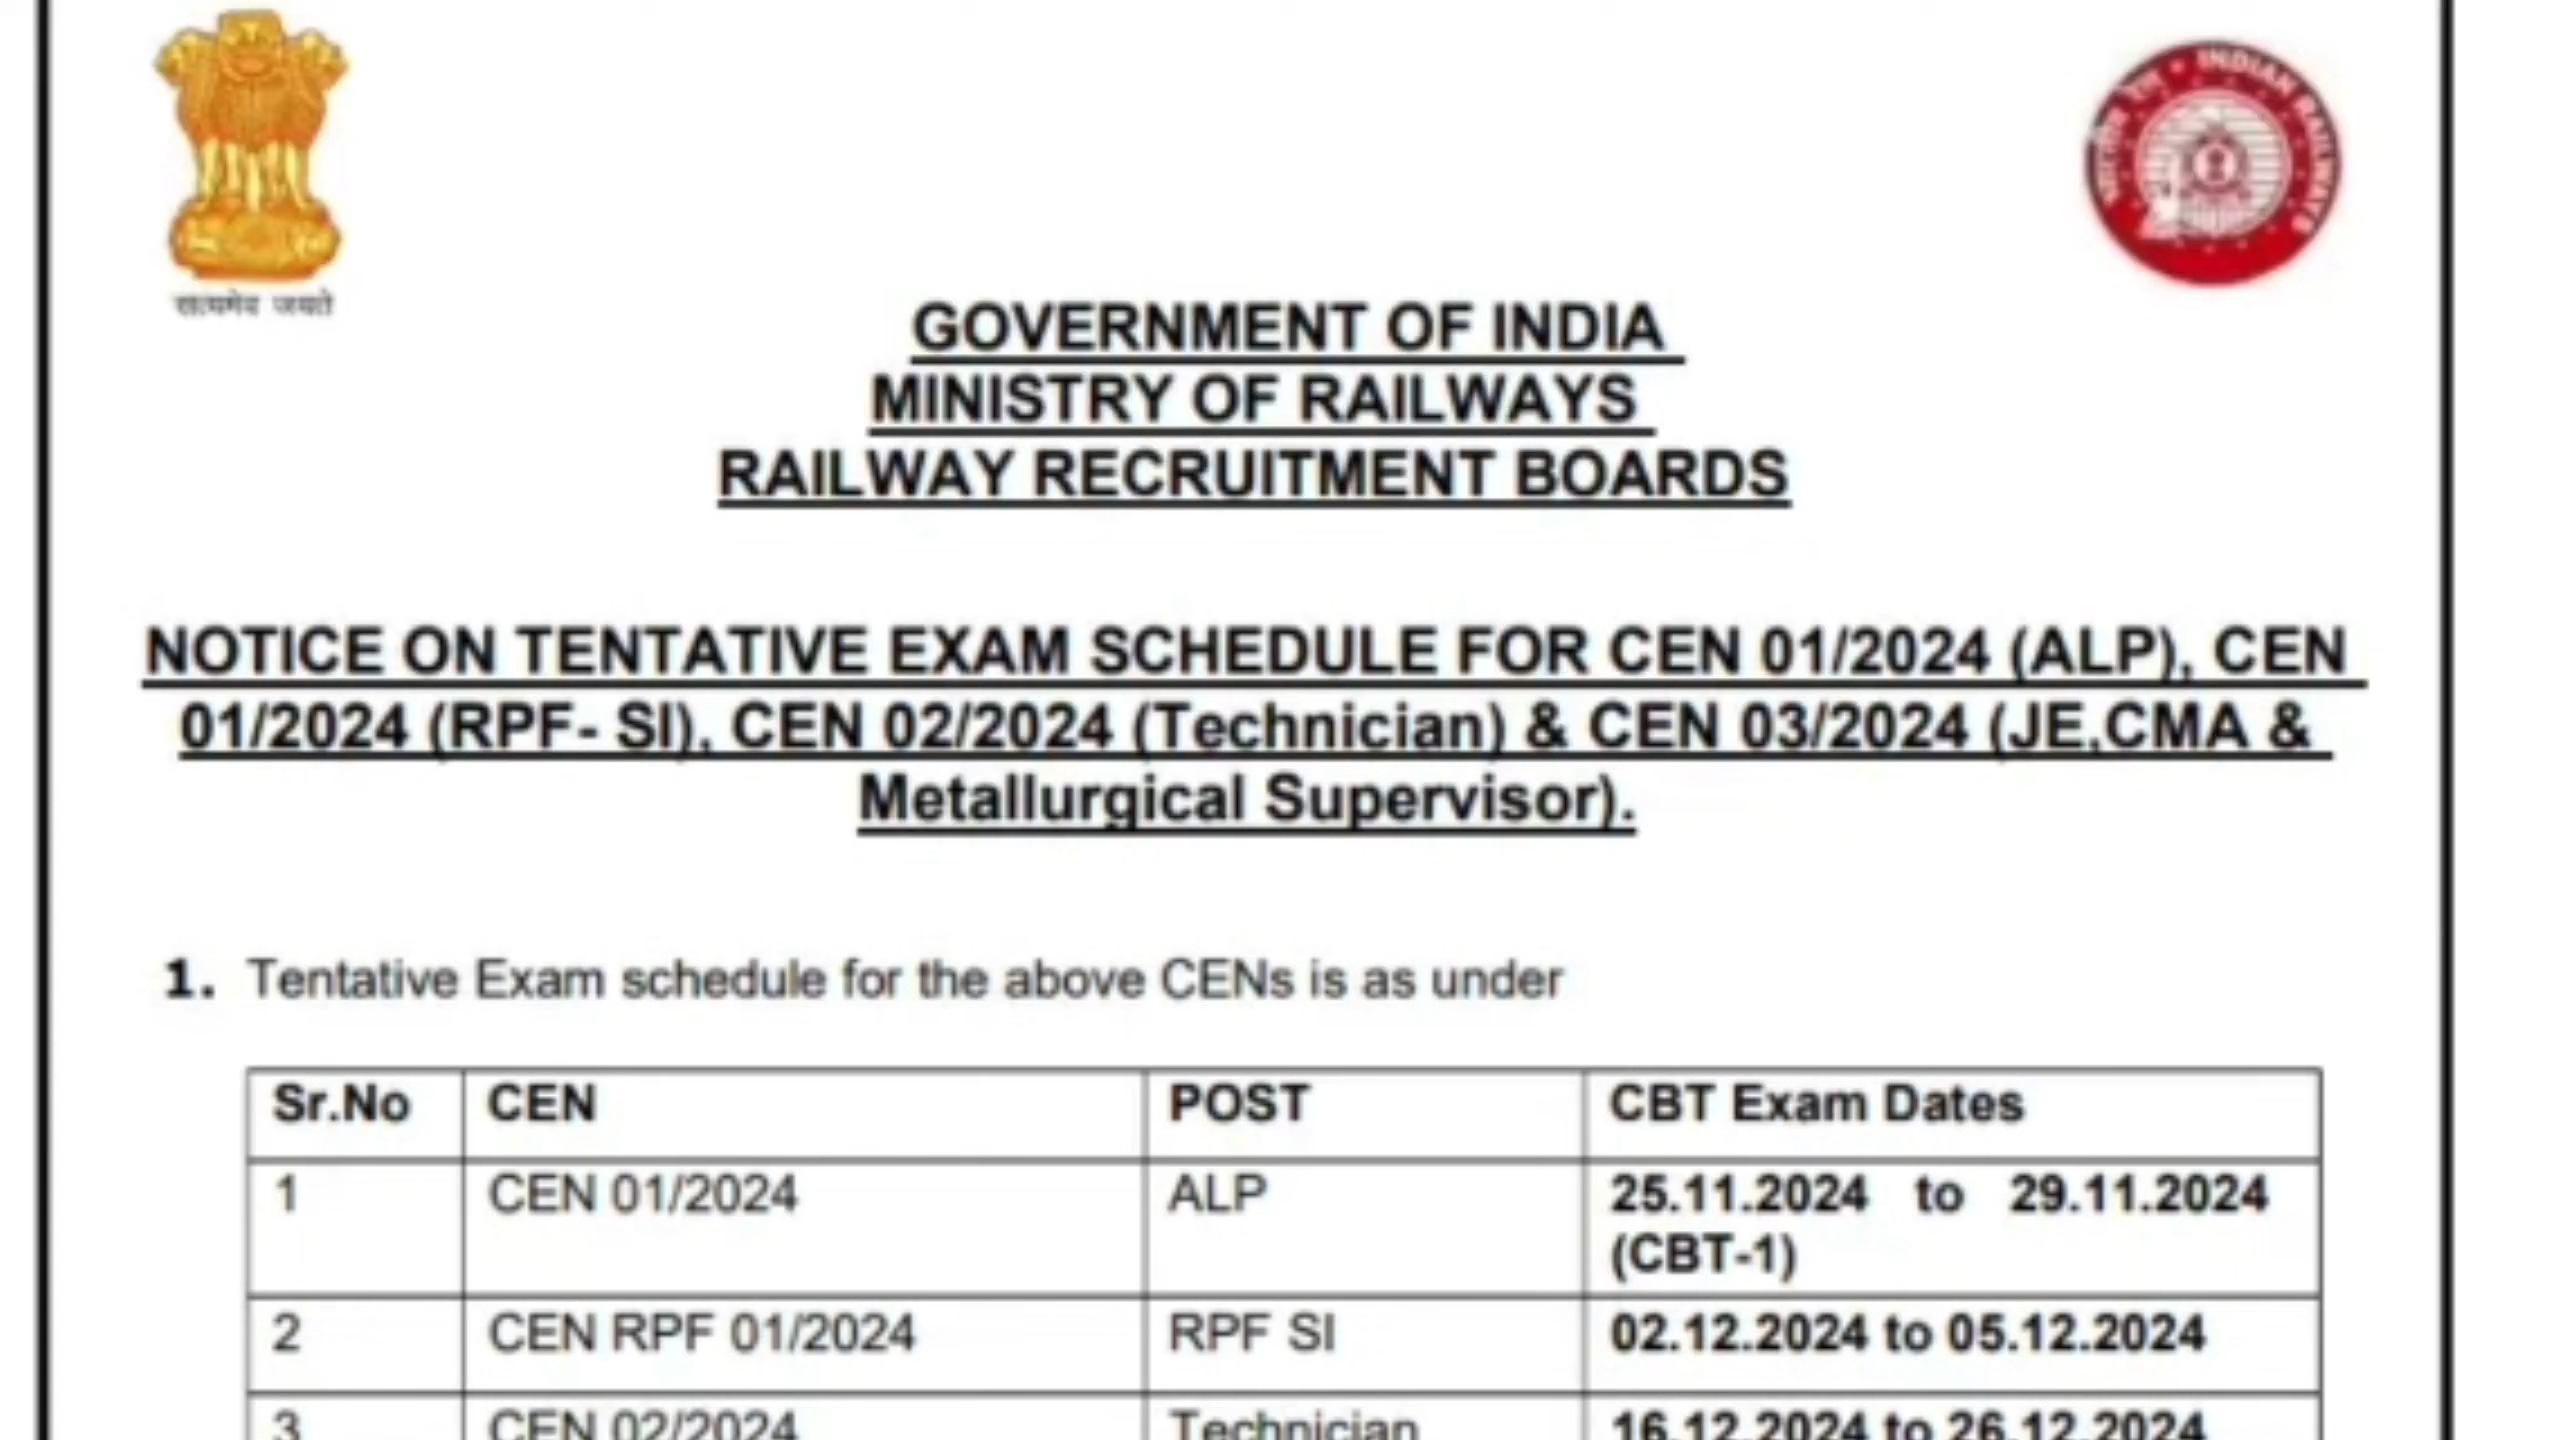 सत्यमेव जयते
भारतीय रेल * INDIAN RAILWAYS
GOVERNMENT OF INDIA
MINISTRY OF RAILWAYS
RAILWAY RECRUITMENT BOARDS
NOTICE ON TENTATIVE EXAM SCHEDULE FOR CEN 01/2024 (ALP), CEN
01/2024 (RPF- SI), CEN 02/2024 (Technician) & CEN 03/2024 (JE,CMA &
Metallurgical Supervisor).
1. Tentative Exam schedule for the above CENs is as under
Sr.No CEN POST CBT Exam Dates
1 CEN 01/2024 ALP 25.11.2024 to 29.11.2024
(CBT-1)
2 CEN RPF 01/2024 RPF SI 02.12.2024 to 05.12.2024
3 CEN 02/2024 Technician 16.12.2024 to 26.12.2024